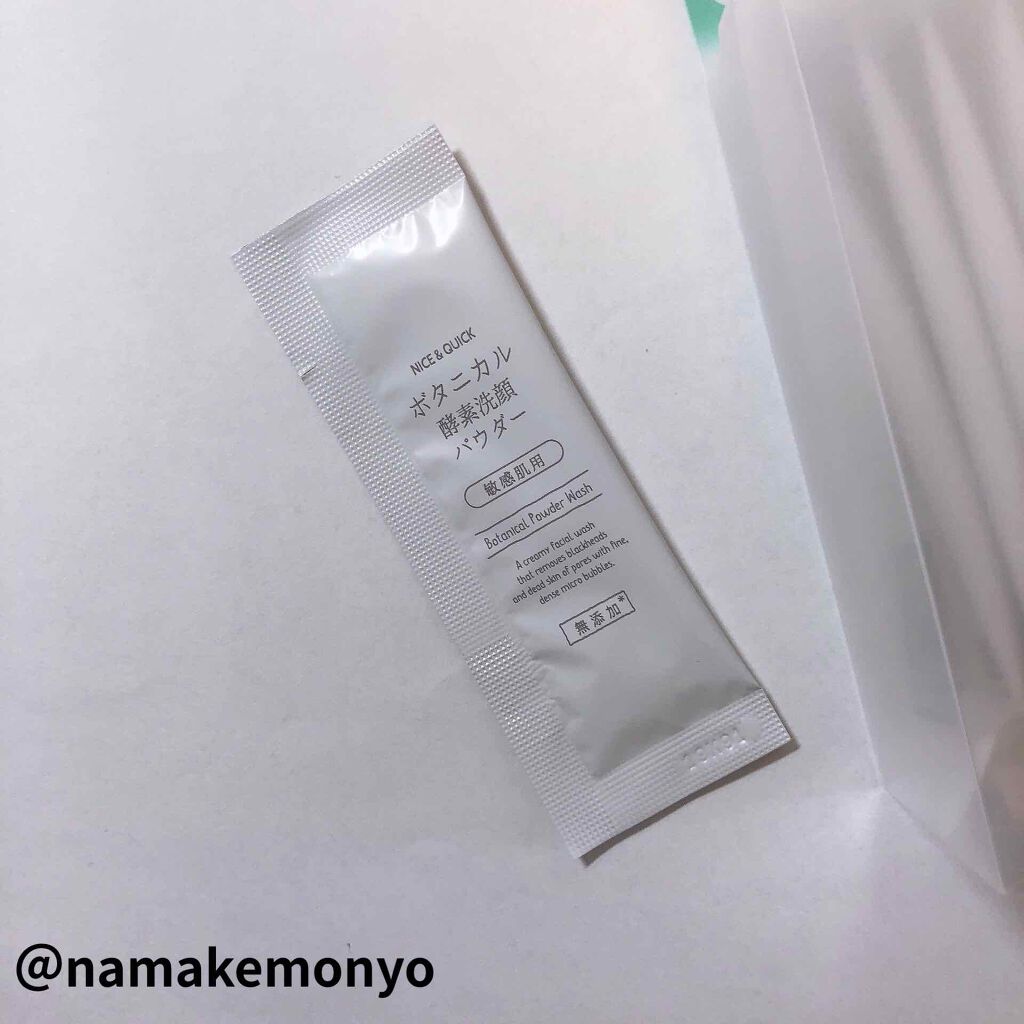 NICE & QUICK
ボタニカル
酵素洗顔
パウダー
敏感肌用
Botanical Powder Wash
A creamy facial wash
that removes blackheads
and dead skin of pores with fine,
dense micro bubbles.
無添加*
@namakemonyo